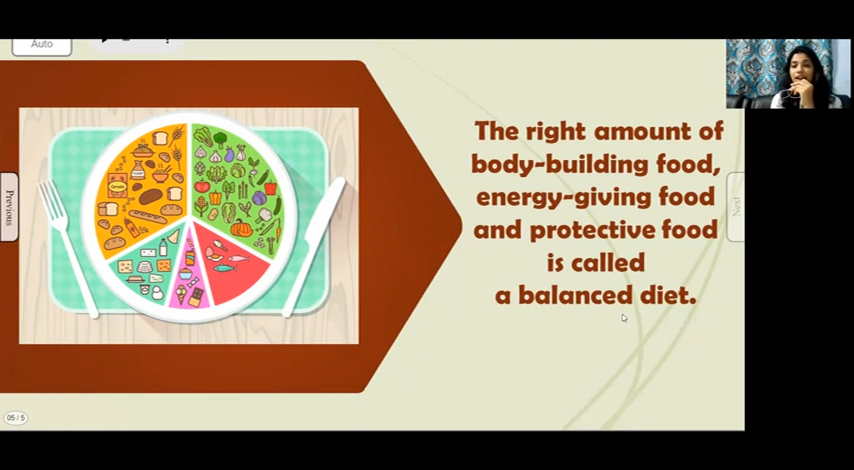 Auto
Previous
The right amount of
body-building food,
energy-giving food
and protective food
is called
a balanced diet.
Next
05 / 5